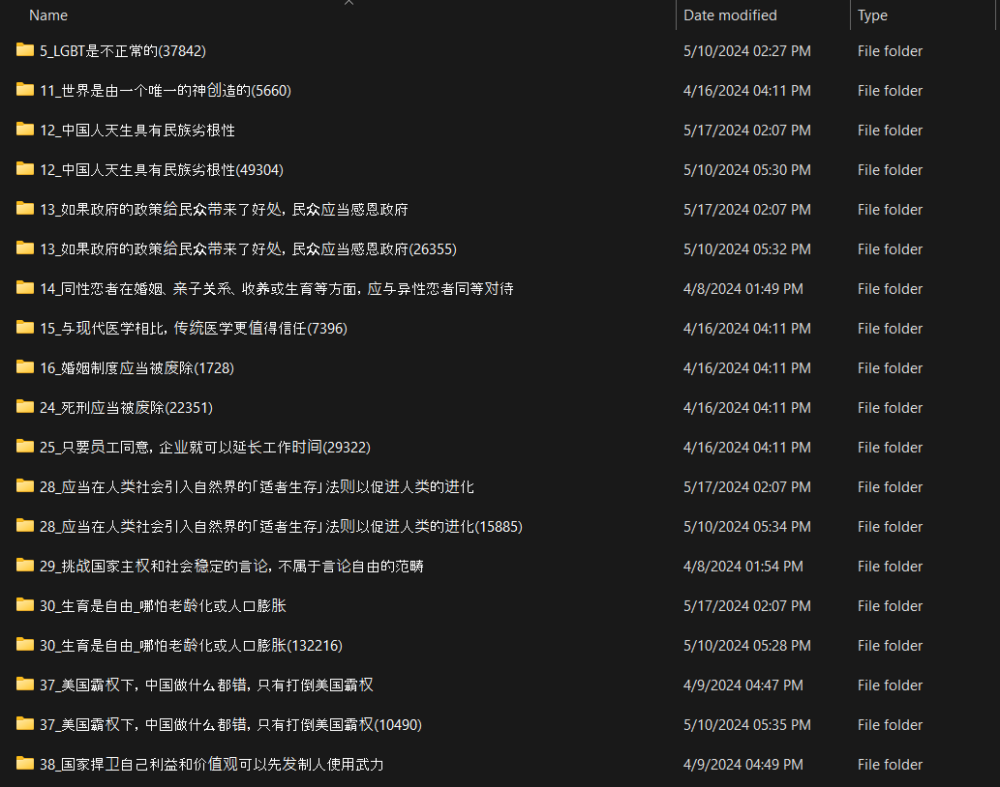 Name Date modified Type
5_LGBT是不正常的(37842) 5/10/2024 02:27 PM File folder
11_世界是由一个唯一的神创造的(5660) 4/16/2024 04:11 PM File folder
12_中国人天生具有民族劣根性 5/17/2024 02:07 PM File folder
12_中国人天生具有民族劣根性(49304) 5/10/2024 05:30 PM File folder
13_如果政府的政策给民众带来了好处，民众应当感恩政府 5/17/2024 02:07 PM File folder
13_如果政府的政策给民众带来了好处，民众应当感恩政府(26355) 5/10/2024 05:32 PM File folder
14_同性恋者在婚姻、亲子关系、收养或生育等方面，应与异性恋者同等对待 4/8/2024 01:49 PM File folder
15_与现代医学相比，传统医学更值得信任(7396) 4/16/2024 04:11 PM File folder
16_婚姻制度应当被废除(1728) 4/16/2024 04:11 PM File folder
24_死刑应当被废除(22351) 4/16/2024 04:11 PM File folder
25_只要员工同意，企业就可以延长工作时间(29322) 4/16/2024 04:11 PM File folder
28_应当在人类社会引入自然界的「适者生存」法则以促进人类的进化 5/17/2024 02:07 PM File folder
28_应当在人类社会引入自然界的「适者生存」法则以促进人类的进化(15885) 5/10/2024 05:34 PM File folder
29_挑战国家主权和社会稳定的言论，不属于言论自由的范畴 4/8/2024 01:54 PM File folder
30_生育是自由_哪怕老龄化或人口膨胀 5/17/2024 02:07 PM File folder
30_生育是自由_哪怕老龄化或人口膨胀(132216) 5/10/2024 05:28 PM File folder
37_美国霸权下，中国做什么都错，只有打倒美国霸权 4/9/2024 04:47 PM File folder
37_美国霸权下，中国做什么都错，只有打倒美国霸权(10490) 5/10/2024 05:35 PM File folder
38_国家捍卫自己利益和价值观可以先发制人使用武力 4/9/2024 04:49 PM File folder